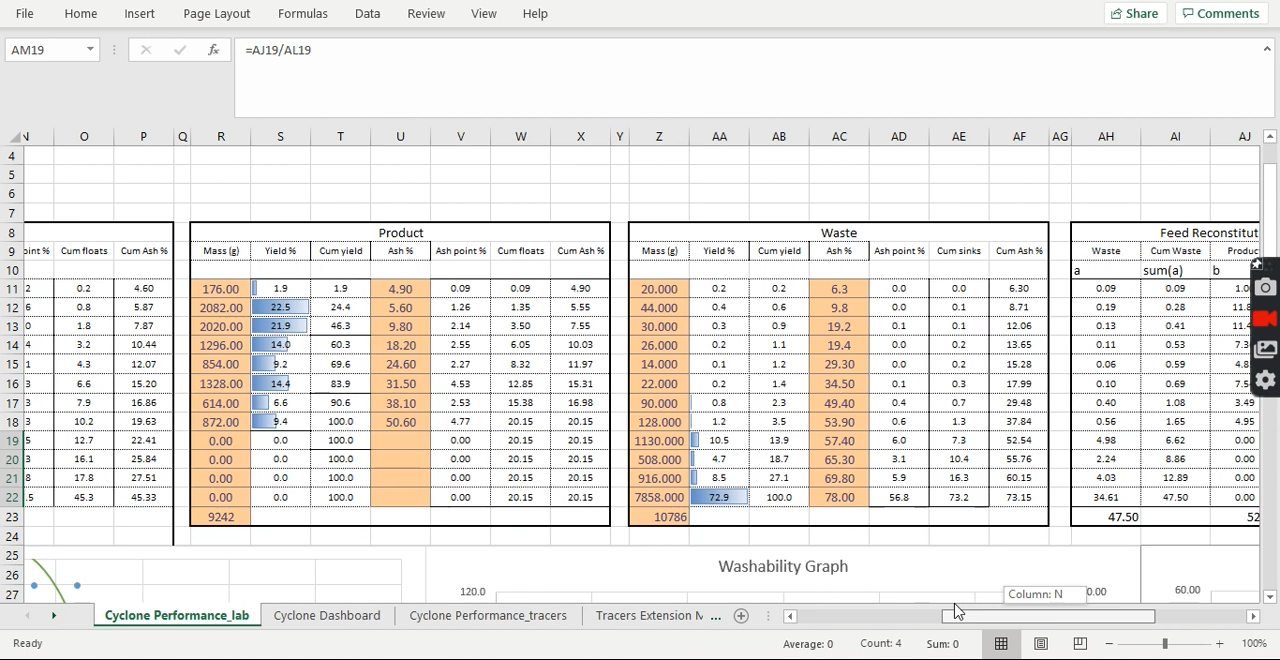 File Home Insert Page Layout Formulas Data Review View Help Share Comments
AM19 fx =AJ19/AL19
N O P Q R S T U V W X Y Z AA AB AC AD AE AF AG AH AI AJ
4
5
6
7
8 Product Waste Feed Reconstitut
9 oint % Cum floats Cum Ash % Mass (g) Yield % Cum yield Ash % Ash point % Cum floats Cum Ash % Mass (g) Yield % Cum yield Ash % Ash point % Cum sinks Cum Ash % Waste Cum Waste Produc
10 a sum(a) b
11 2 0.2 4.60 176.00 1.9 1.9 4.90 0.09 0.09 4.90 20.000 0.2 0.2 6.3 0.0 0.0 6.30 0.09 0.09 1.0
12 6 0.8 5.87 2082.00 22.5 24.4 5.60 1.26 1.35 5.55 44.000 0.4 0.6 9.8 0.0 0.1 8.71 0.19 0.28 11.8
13 0 1.8 7.87 2020.00 21.9 46.3 9.80 2.14 3.50 7.55 30.000 0.3 0.9 19.2 0.1 0.1 12.06 0.13 0.41 11.4
14 4 3.2 10.44 1296.00 14.0 60.3 18.20 2.55 6.05 10.03 26.000 0.2 1.1 19.4 0.0 0.2 13.65 0.11 0.53 7.3
15 1 4.3 12.07 854.00 9.2 69.6 24.60 2.27 8.32 11.97 14.000 0.1 1.2 29.30 0.0 0.2 15.28 0.06 0.59 4.8
16 3 6.6 15.20 1328.00 14.4 83.9 31.50 4.53 12.85 15.31 22.000 0.2 1.4 34.50 0.1 0.3 17.99 0.10 0.69 7.5
17 3 7.9 16.86 614.00 6.6 90.6 38.10 2.53 15.38 16.98 90.000 0.8 2.3 49.40 0.4 0.7 29.48 0.40 1.08 3.49
18 3 10.2 19.63 872.00 9.4 100.0 50.60 4.77 20.15 20.15 128.000 1.2 3.5 53.90 0.6 1.3 37.84 0.56 1.65 4.95
19 5 12.7 22.41 0.00 0.0 100.0 0.00 20.15 20.15 1130.000 10.5 13.9 57.40 6.0 7.3 52.54 4.98 6.62 0.00
20 3 16.1 25.84 0.00 0.0 100.0 0.00 20.15 20.15 508.000 4.7 18.7 65.30 3.1 10.4 55.76 2.24 8.86 0.00
21 3 17.8 27.51 0.00 0.0 100.0 0.00 20.15 20.15 916.000 8.5 27.1 69.80 5.9 16.3 60.15 4.03 12.89 0.00
22 .5 45.3 45.33 0.00 0.0 100.0 0.00 20.15 20.15 7858.000 72.9 100.0 78.00 56.8 73.2 73.15 34.61 47.50 0.00
23 9242 10786 47.50 52
24
25 Washability Graph
26
27 120.0 Column: N 0.00 60.00
Cyclone Performance_lab Cyclone Dashboard Cyclone Performance_tracers Tracers Extension N ...
Ready Average: 0 Count: 4 Sum: 0 100%